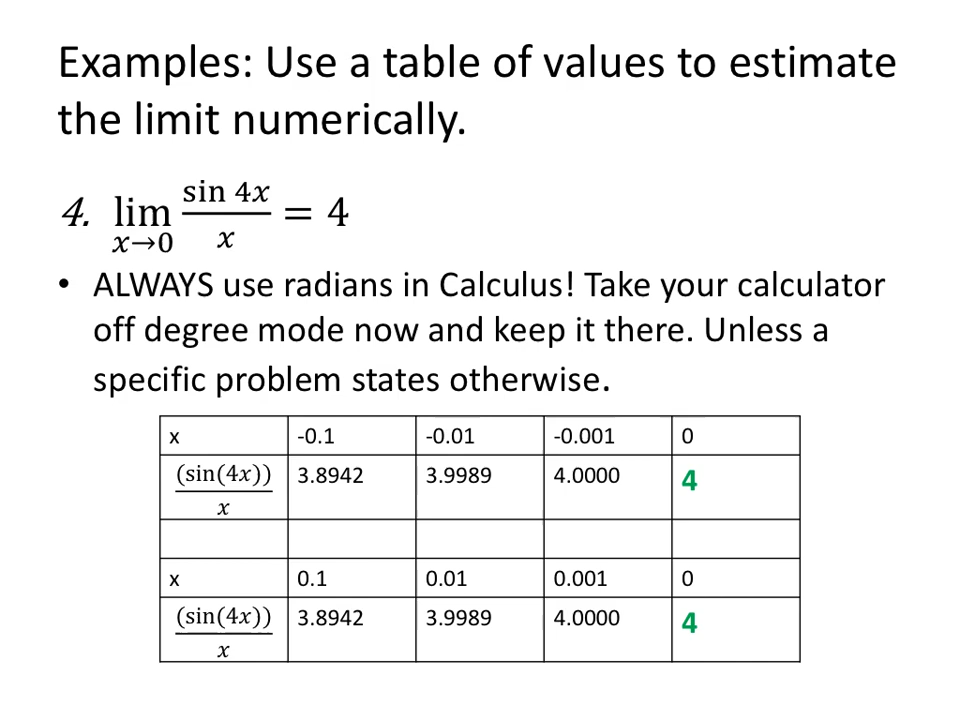 Examples: Use a table of values to estimate
the limit numerically.
4. lim x→0 sin 4x / x = 4
• ALWAYS use radians in Calculus! Take your calculator
off degree mode now and keep it there. Unless a
specific problem states otherwise.
x -0.1 -0.01 -0.001 0
(sin(4x)) / x 3.8942 3.9989 4.0000 4
x 0.1 0.01 0.001 0
(sin(4x)) / x 3.8942 3.9989 4.0000 4